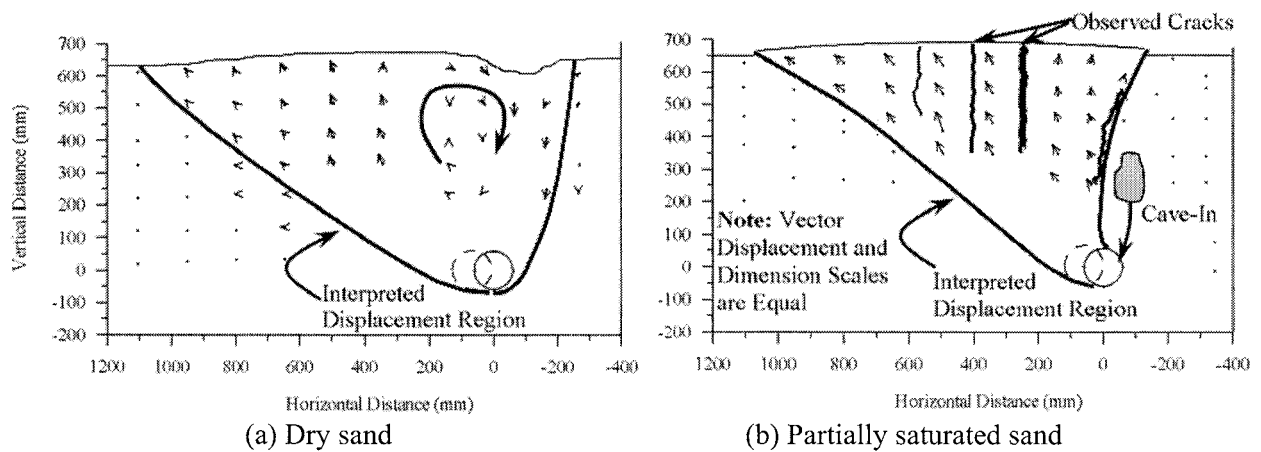 Observed Cracks
700
600
500
400
300
200
100
0
-100
-200
Vertical Distance (mm)
Interpreted
Displacement Region
1200 1000 800 600 400 200 0 -200 -400
Horizontal Distance (mm)
(a) Dry sand
700
600
500
400
300
200
100
0
-100
-200
Cave-In
Note: Vector
Displacement and
Dimension Scales
are Equal
Interpreted
Displacement Region
1200 1000 800 600 400 200 0 -200 -400
Horizontal Distance (mm)
(b) Partially saturated sand